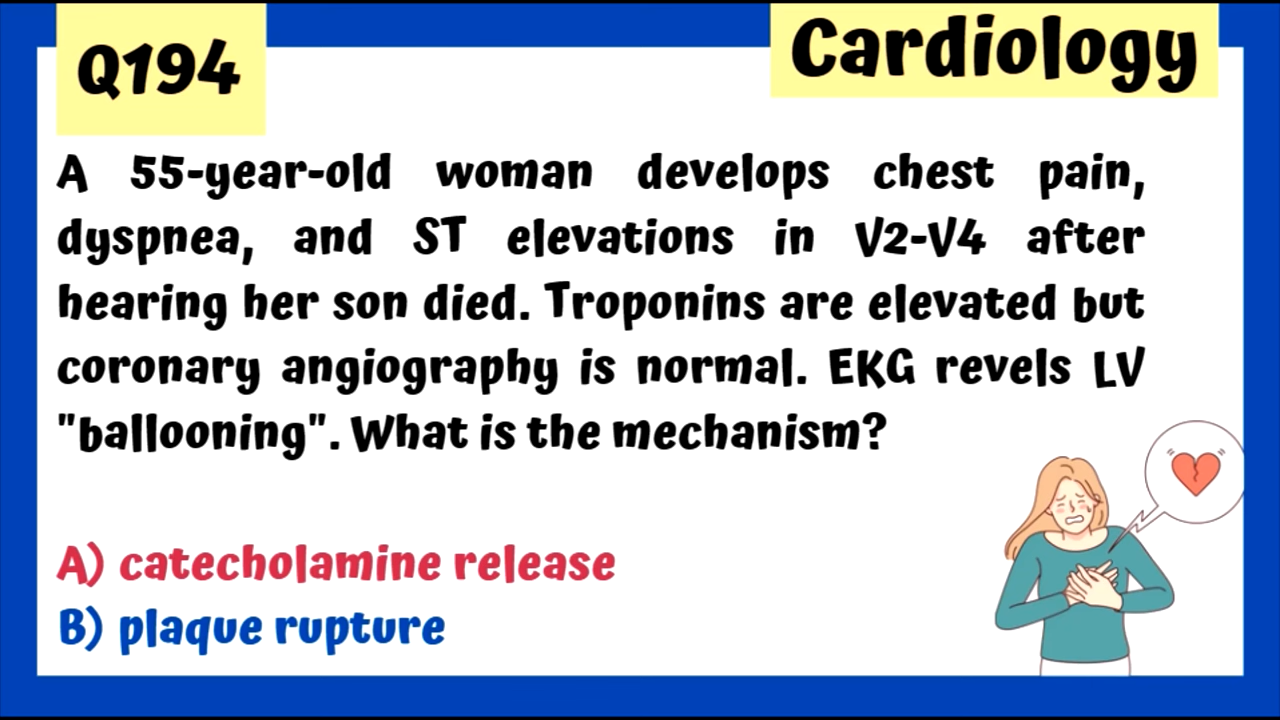 Q194
Cardiology
A 55-year-old woman develops chest pain,
dyspnea, and ST elevations in V2-V4 after
hearing her son died. Troponins are elevated but
coronary angiography is normal. EKG revels LV
"ballooning". What is the mechanism?
A) catecholamine release
B) plaque rupture